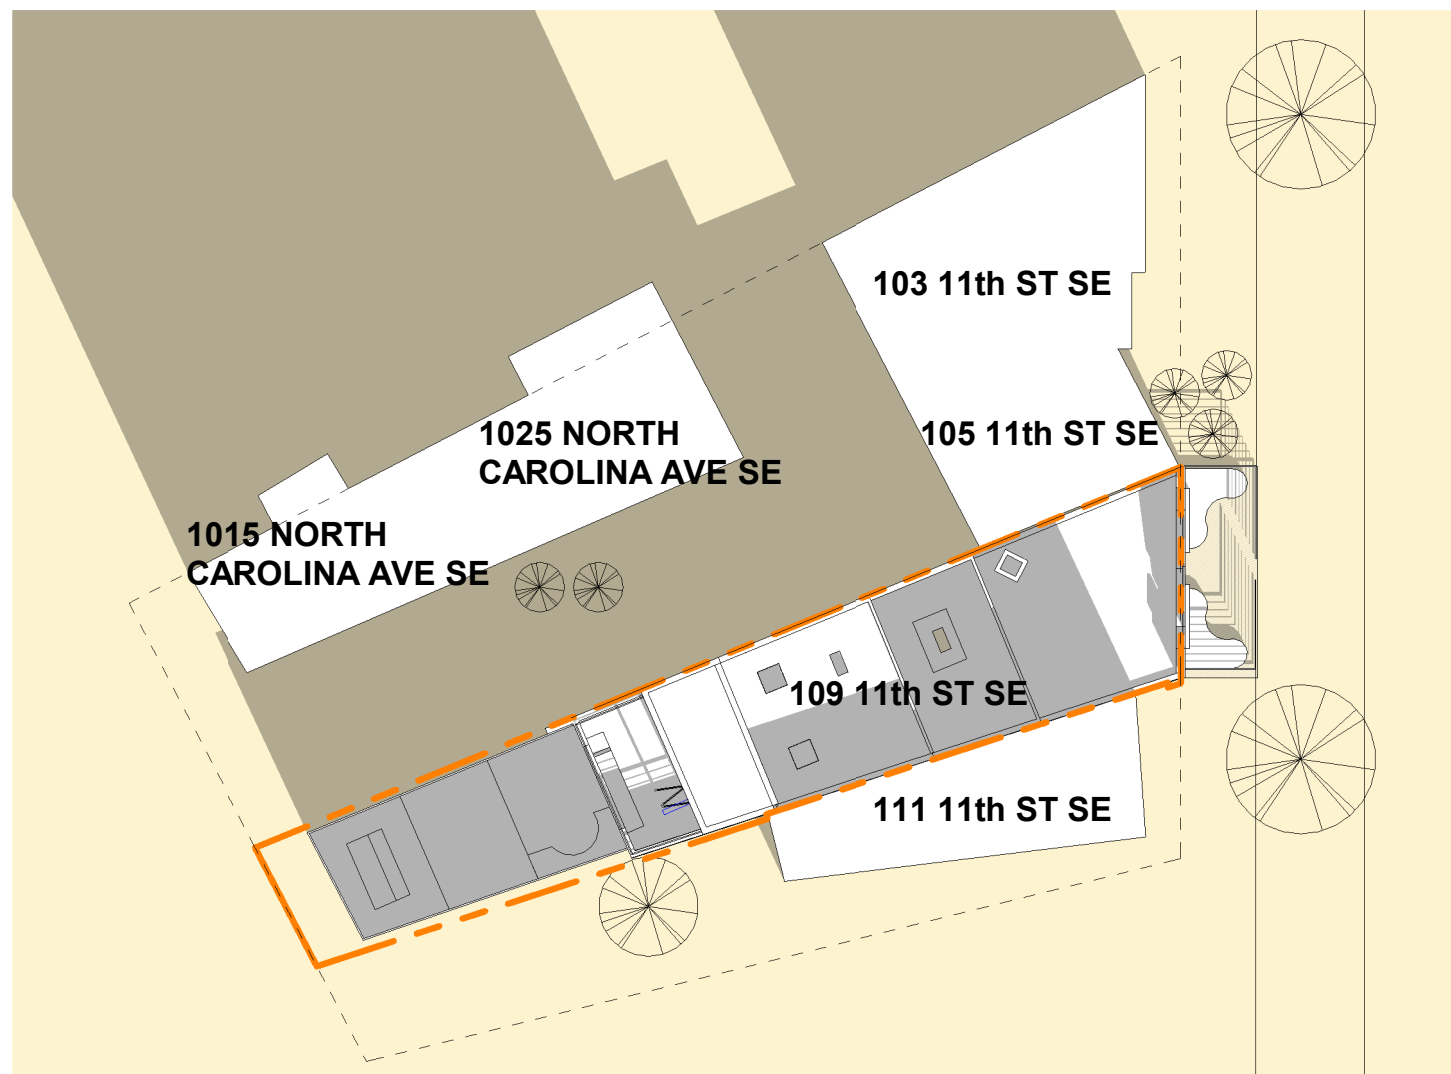 103 11th ST SE
105 11th ST SE
1025 NORTH
CAROLINA AVE SE
1015 NORTH
CAROLINA AVE SE
109 11th ST SE
111 11th ST SE